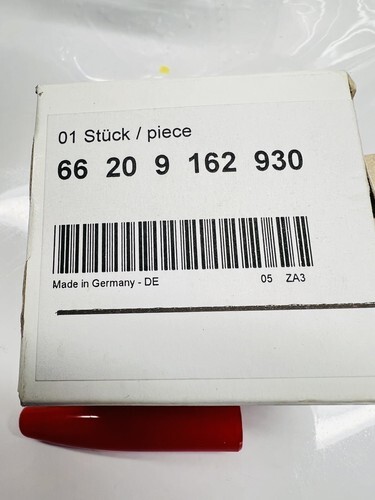 01 Stück / piece
66 20 9 162 930
Made in Germany - DE 05 ZA3